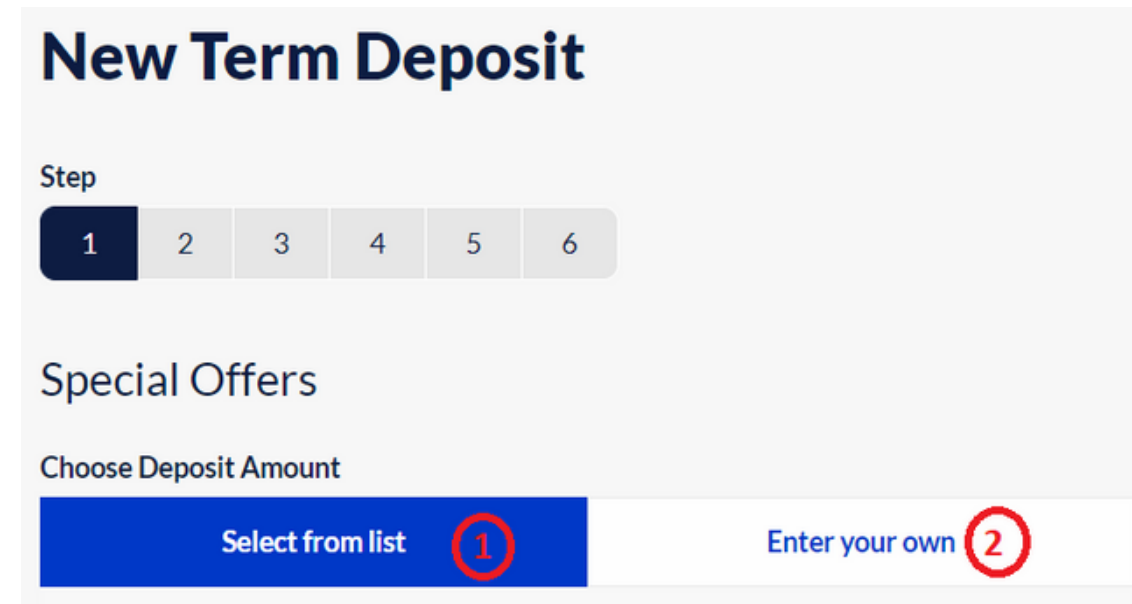 New Term Deposit
Step
1 2 3 4 5 6
Special Offers
Choose Deposit Amount
Select from list 1 Enter your own 2